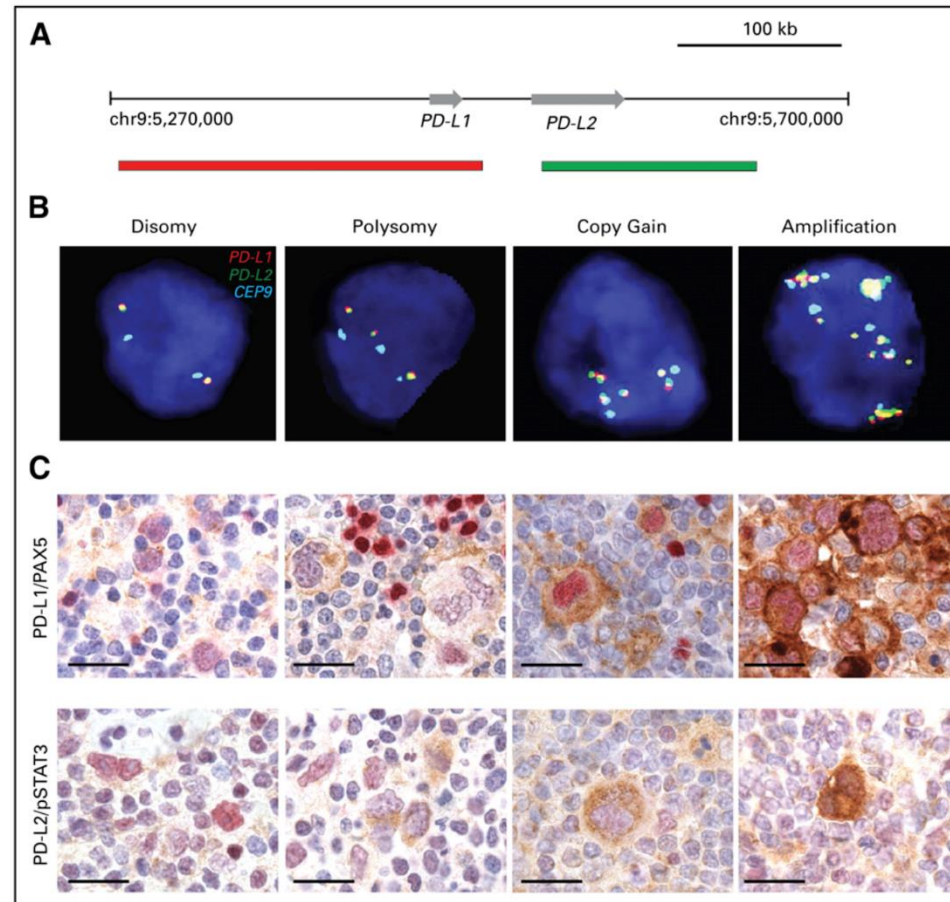 A
100 kb
chr9:5,270,000
PD-L1
PD-L2
chr9:5,700,000
B
Disomy
Polysomy
Copy Gain
Amplification
PD-L1
PD-L2
CEP9
C
PD-L1/PAX5
PD-L2/pSTAT3